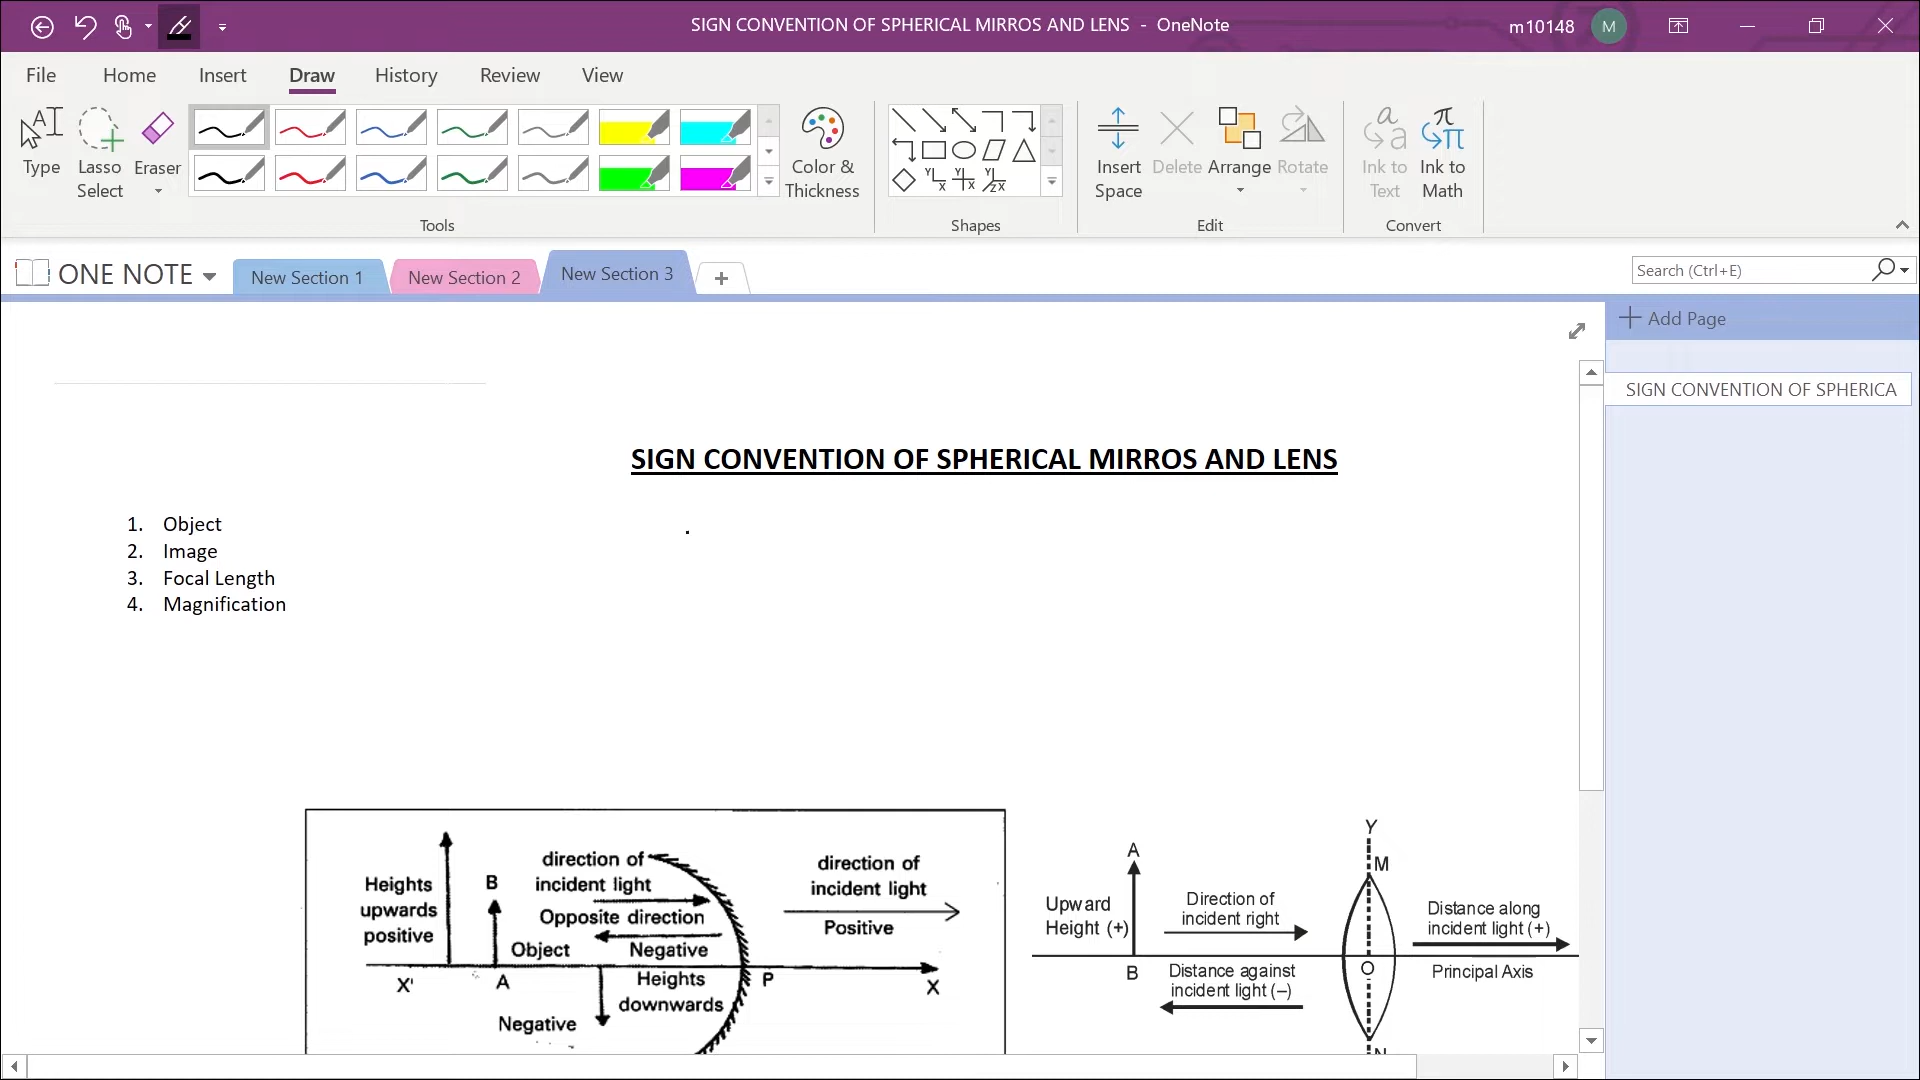 SIGN CONVENTION OF SPHERICAL MIRROS AND LENS - OneNote
m10148
M
File
Home
Insert
Draw
History
Review
View
Type
Lasso
Select
Eraser
Color &
Thickness
Insert
Space
Delete
Arrange
Rotate
Ink to
Text
Ink to
Math
Tools
Shapes
Edit
Convert
ONE NOTE
New Section 1
New Section 2
New Section 3
Search (Ctrl+E)
Add Page
SIGN CONVENTION OF SPHERICA
SIGN CONVENTION OF SPHERICAL MIRROS AND LENS
1. Object
2. Image
3. Focal Length
4. Magnification
Heights
upwards
positive
B
direction of
incident light
Opposite direction
Object
Negative
X'
A
Heights
downwards
Negative
P
direction of
incident light
Positive
X
A
Upward
Height (+)
B
Direction of
incident right
Distance against
incident light (–)
Y
M
O
Distance along
incident light (+)
Principal Axis